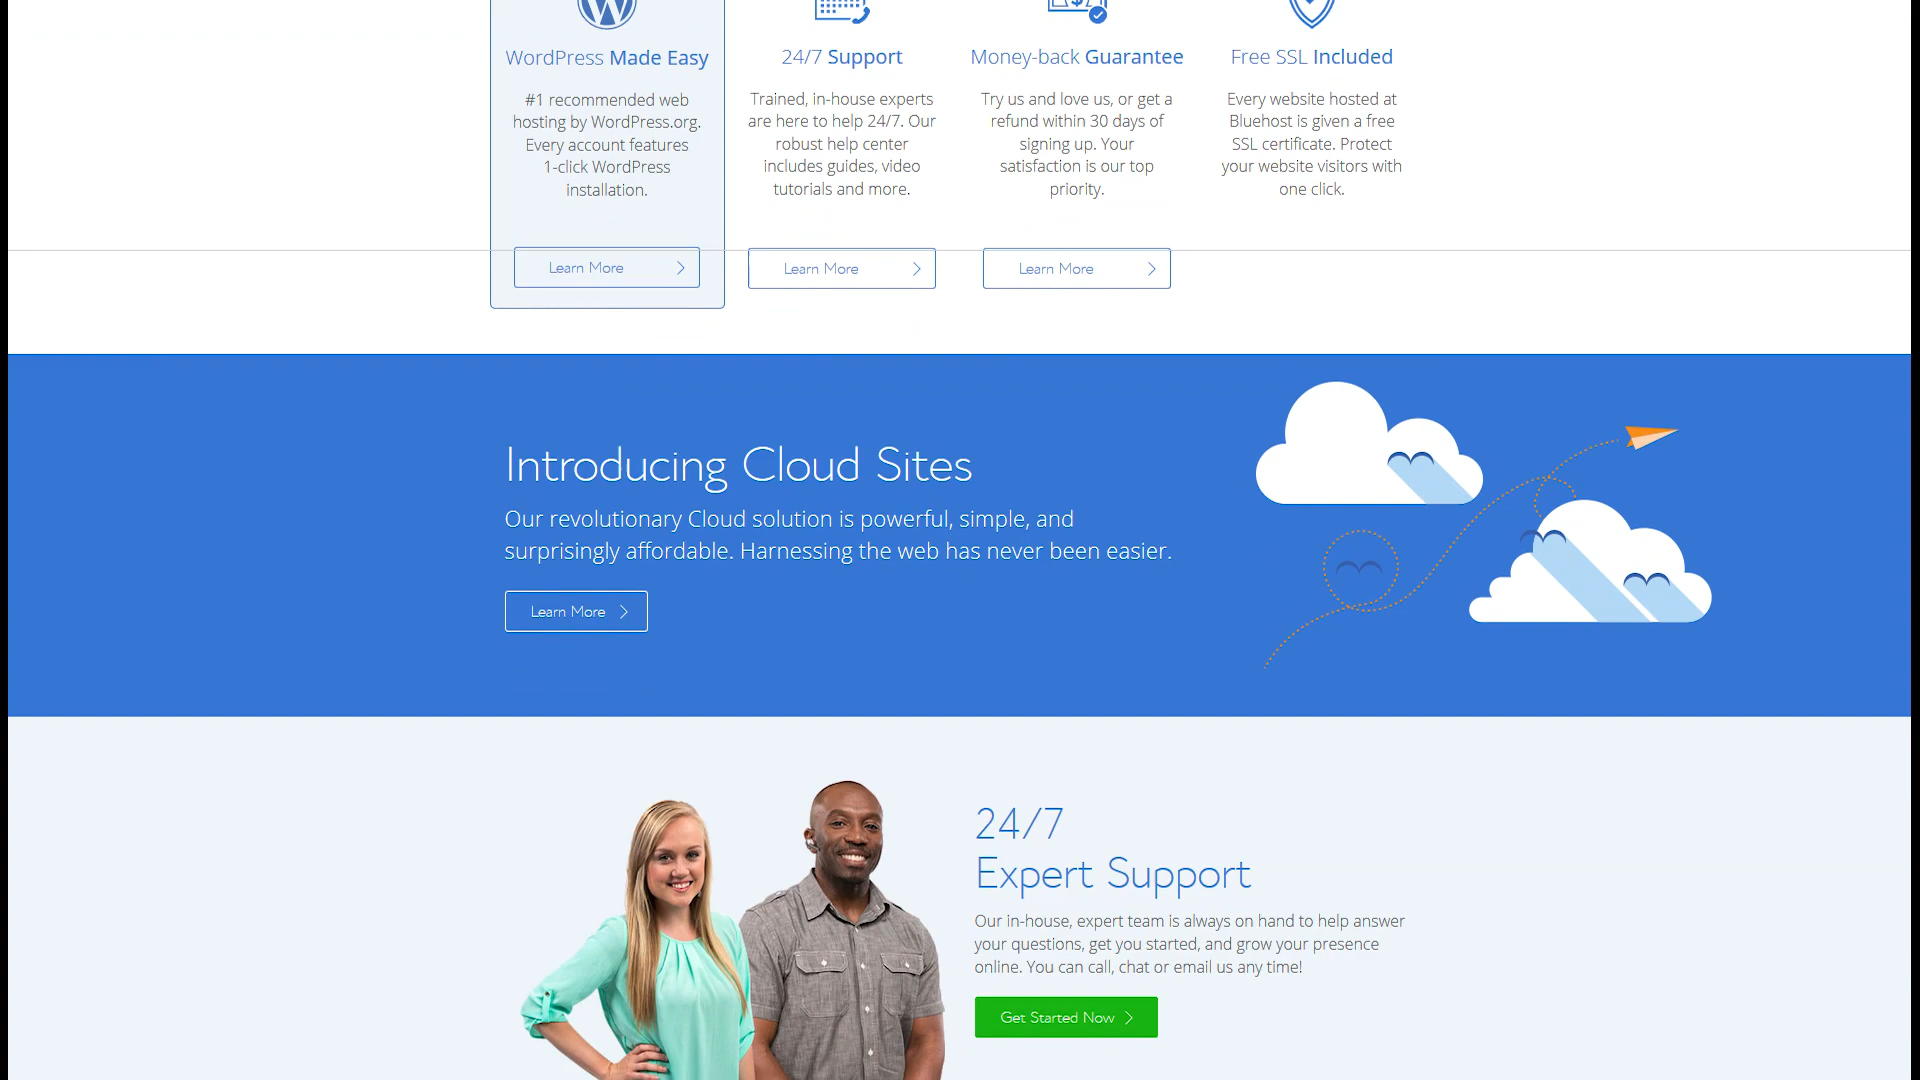 WordPress Made Easy
#1 recommended web
hosting by WordPress.org.
Every account features
1-click WordPress
installation.
Learn More
24/7 Support
Trained, in-house experts
are here to help 24/7. Our
robust help center
includes guides, video
tutorials and more.
Learn More
Money-back Guarantee
Try us and love us, or get a
refund within 30 days of
signing up. Your
satisfaction is our top
priority.
Learn More
Free SSL Included
Every website hosted at
Bluehost is given a free
SSL certificate. Protect
your website visitors with
one click.
Introducing Cloud Sites
Our revolutionary Cloud solution is powerful, simple, and
surprisingly affordable. Harnessing the web has never been easier.
Learn More
24/7
Expert Support
Our in-house, expert team is always on hand to help answer
your questions, get you started, and grow your presence
online. You can call, chat or email us any time!
Get Started Now